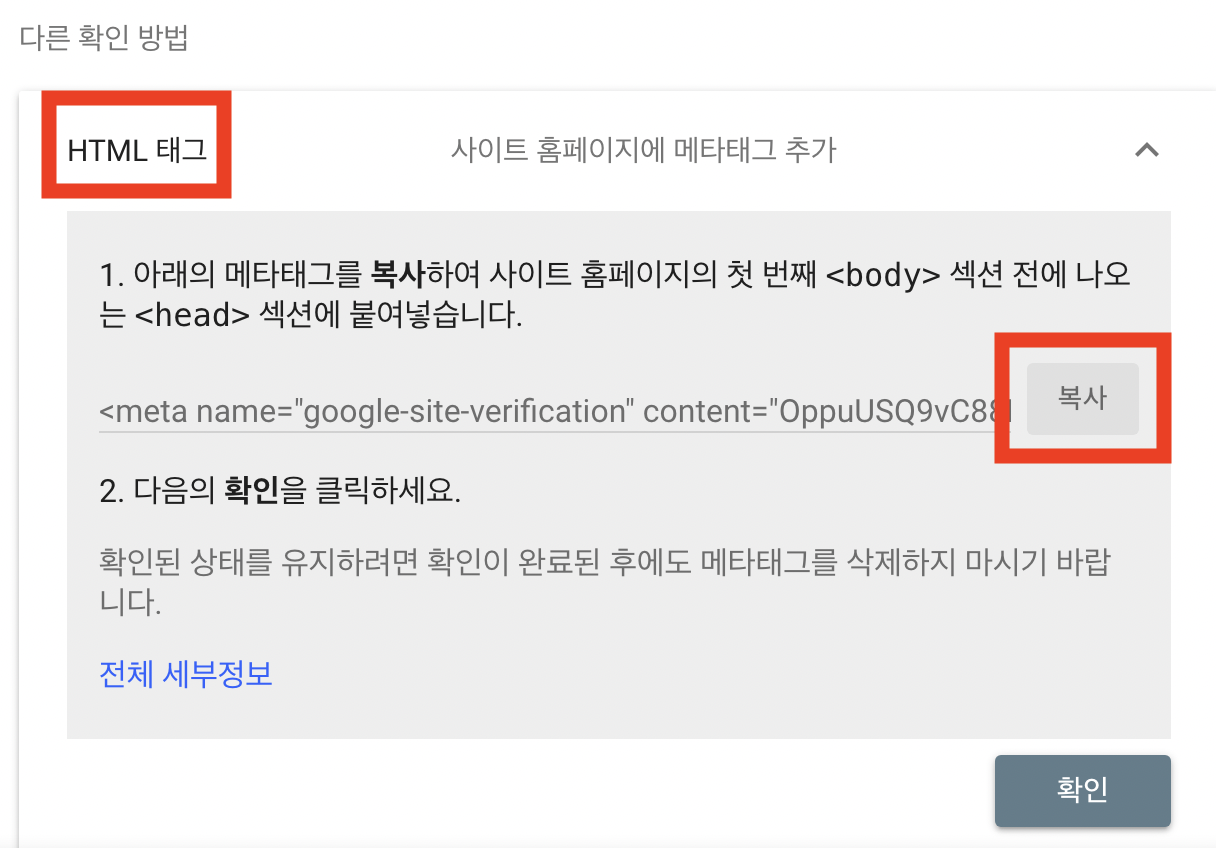 다른 확인 방법
HTML 태그
사이트 홈페이지에 메타태그 추가
1. 아래의 메타태그를 복사하여 사이트 홈페이지의 첫 번째 <body> 섹션 전에 나오
는 <head> 섹션에 붙여넣습니다.
<meta name="google-site-verification" content="OppuUSQ9vC88
복사
2. 다음의 확인을 클릭하세요.
확인된 상태를 유지하려면 확인이 완료된 후에도 메타태그를 삭제하지 마시기 바랍
니다.
전체 세부정보
확인